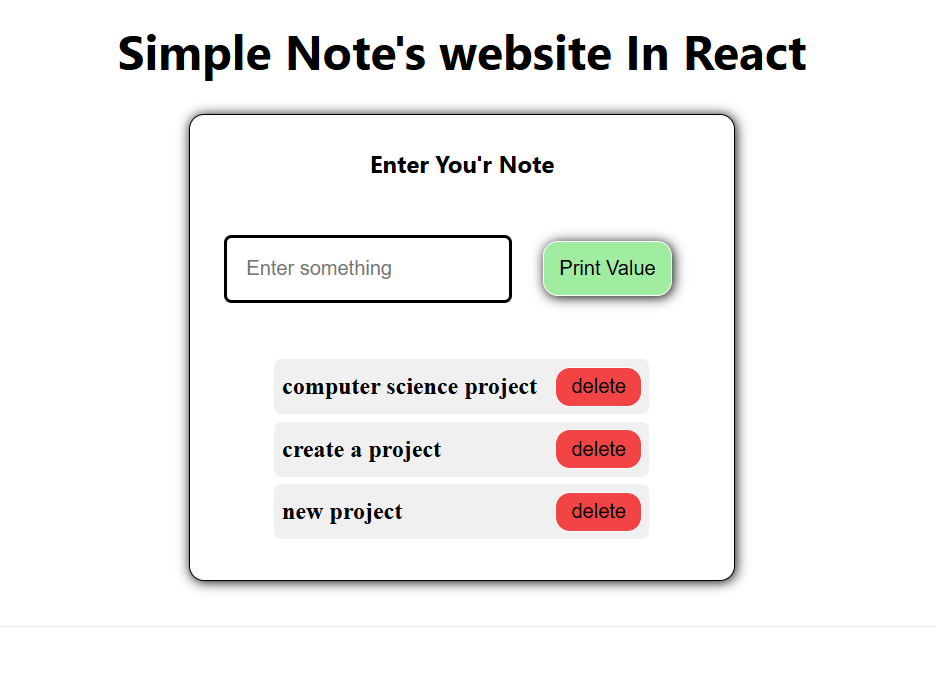 Simple Note's website In React
Enter You'r Note
Enter something
Print Value
computer science project
delete
create a project
delete
new project
delete